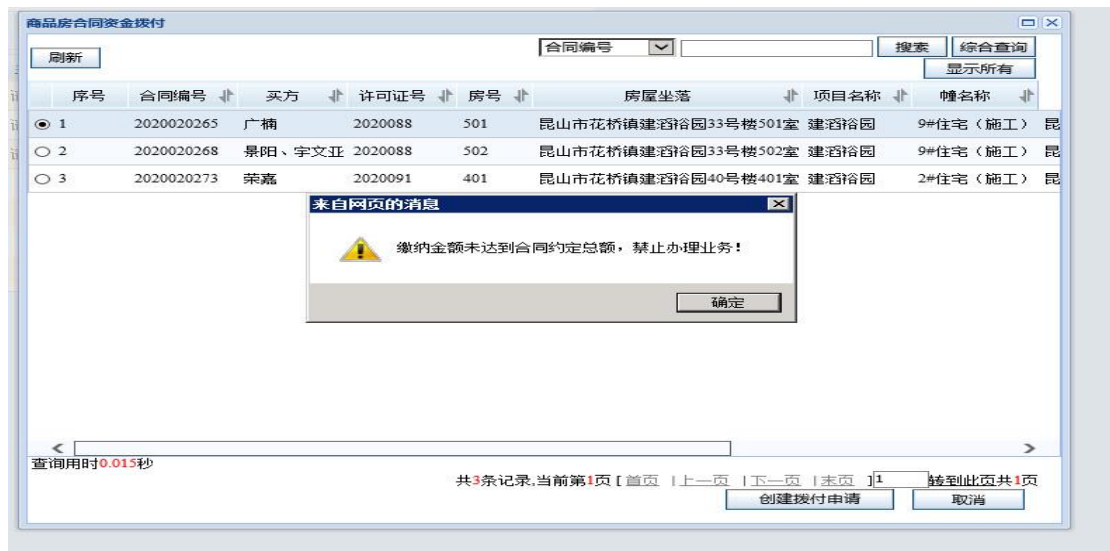 商品房合同资金拨付
刷新
合同编号 搜索 综合查询
显示所有
序号 合同编号 买方 许可证号 房号 房屋坐落 项目名称 幢名称
1 2020020265 广楠 2020088 501 昆山市花桥镇建滔裕园33号楼501室 建滔裕园 9#住宅（施工） 昆
2 2020020268 景阳、宇文亚 2020088 502 昆山市花桥镇建滔裕园33号楼502室 建滔裕园 9#住宅（施工） 昆
3 2020020273 荣嘉 2020091 401 昆山市花桥镇建滔裕园40号楼401室 建滔裕园 2#住宅（施工） 昆
来自网页的消息
缴纳金额未达到合同约定总额，禁止办理业务！
确定
查询用时0.015秒
共3条记录,当前第1页 [ 首页 | 上一页 | 下一页 | 末页 ] 1 转到此页共1页
创建拨付申请 取消